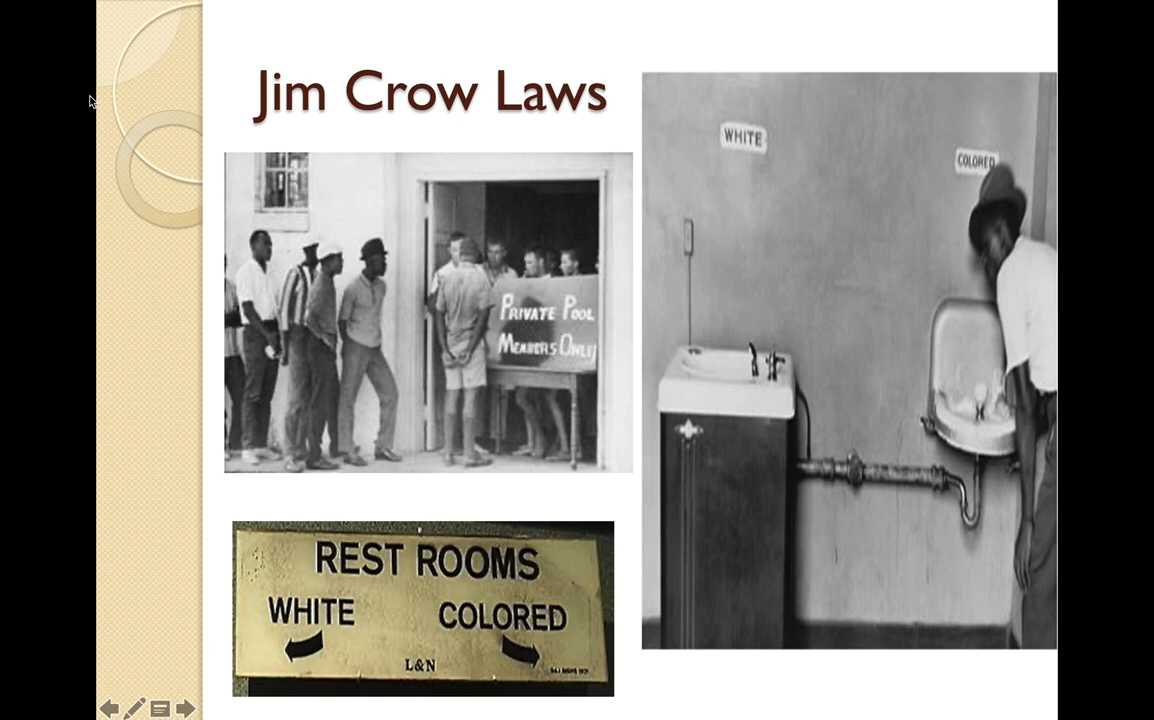 Jim Crow Laws
PRIVATE POOL
MEMBERS ONLY
WHITE
COLORED
REST ROOMS
WHITE COLORED
L&N